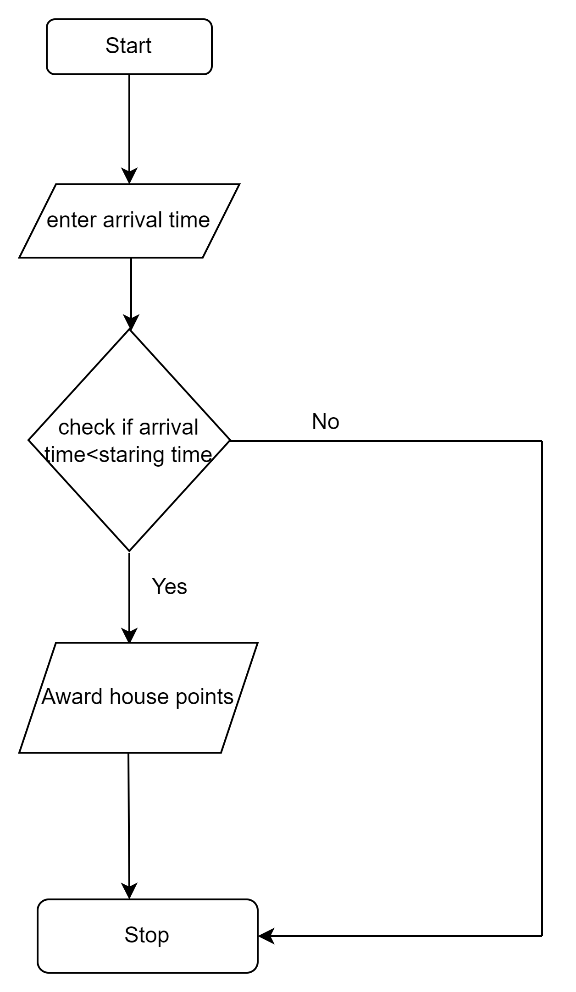 Start
enter arrival time
check if arrival
time<staring time
No
Yes
Award house points
Stop